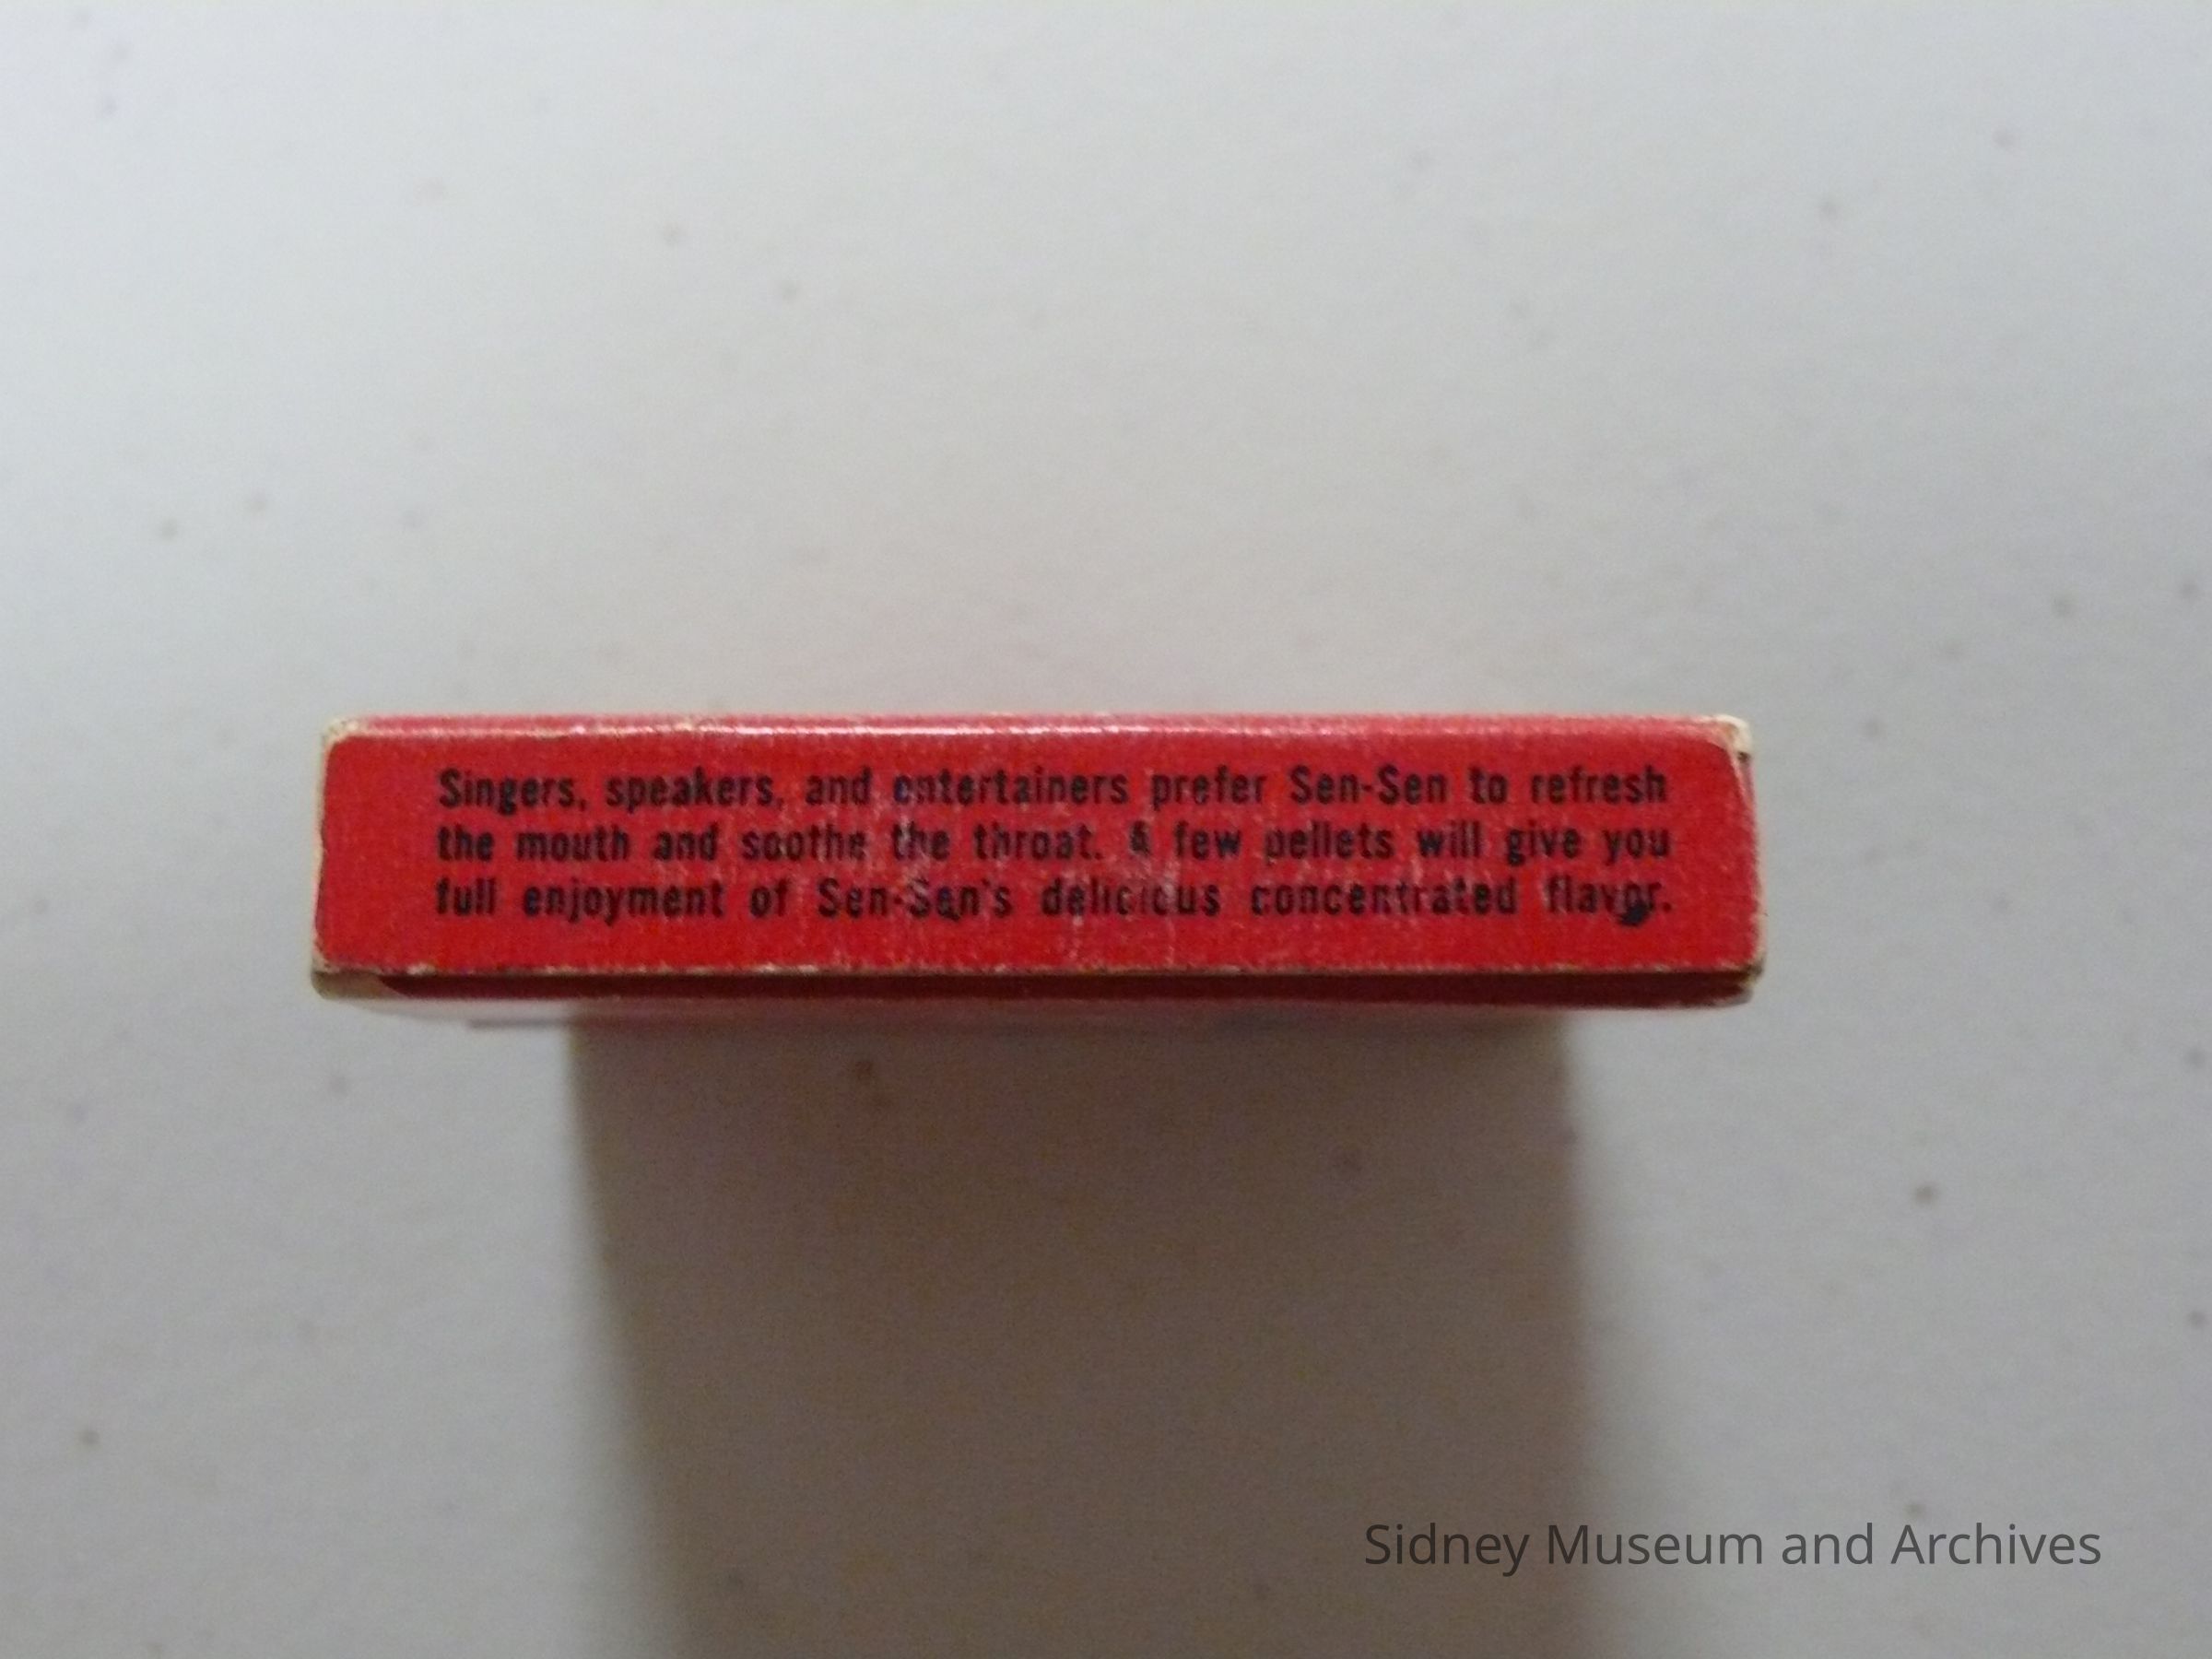 Singers, speakers, and entertainers prefer Sen-Sen to refresh
the mouth and soothe the throat. A few pellets will give you
full enjoyment of Sen-Sen's delicious concentrated flavor.
Sidney Museum and Archives